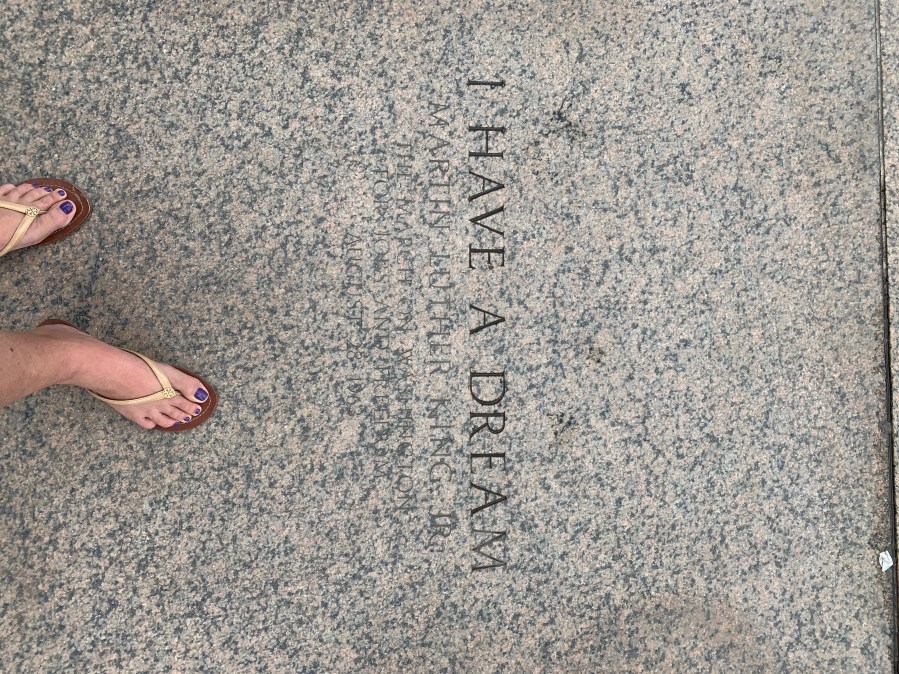 I HAVE A DREAM
MARTIN LUTHER KING JR
THE MARCH ON WASHINGTON
FOR JOBS AND FREEDOM
AUGUST 28, 1963